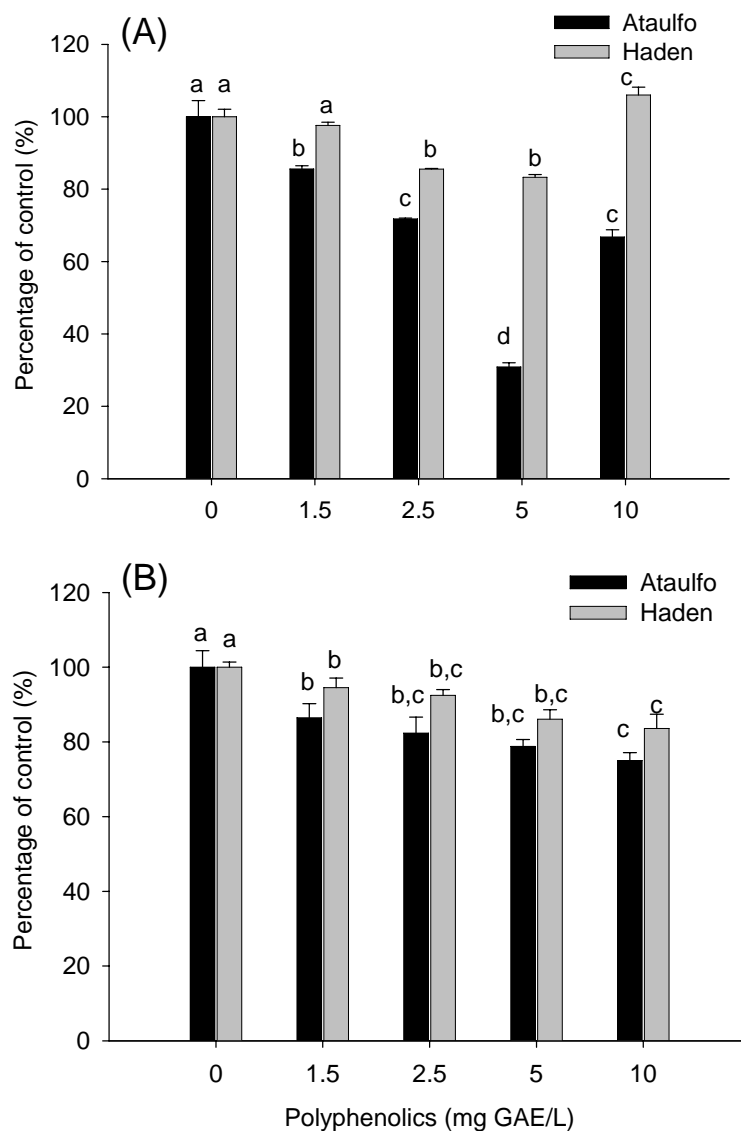 (A)
Ataulfo
Haden
Percentage of control (%)
120
100
80
60
40
20
0
a a
b a
c b
d b
c c
0 1.5 2.5 5 10
(B)
Ataulfo
Haden
Percentage of control (%)
120
100
80
60
40
20
0
a a
b b
b,c b,c
b,c b,c
c c
0 1.5 2.5 5 10
Polyphenolics (mg GAE/L)